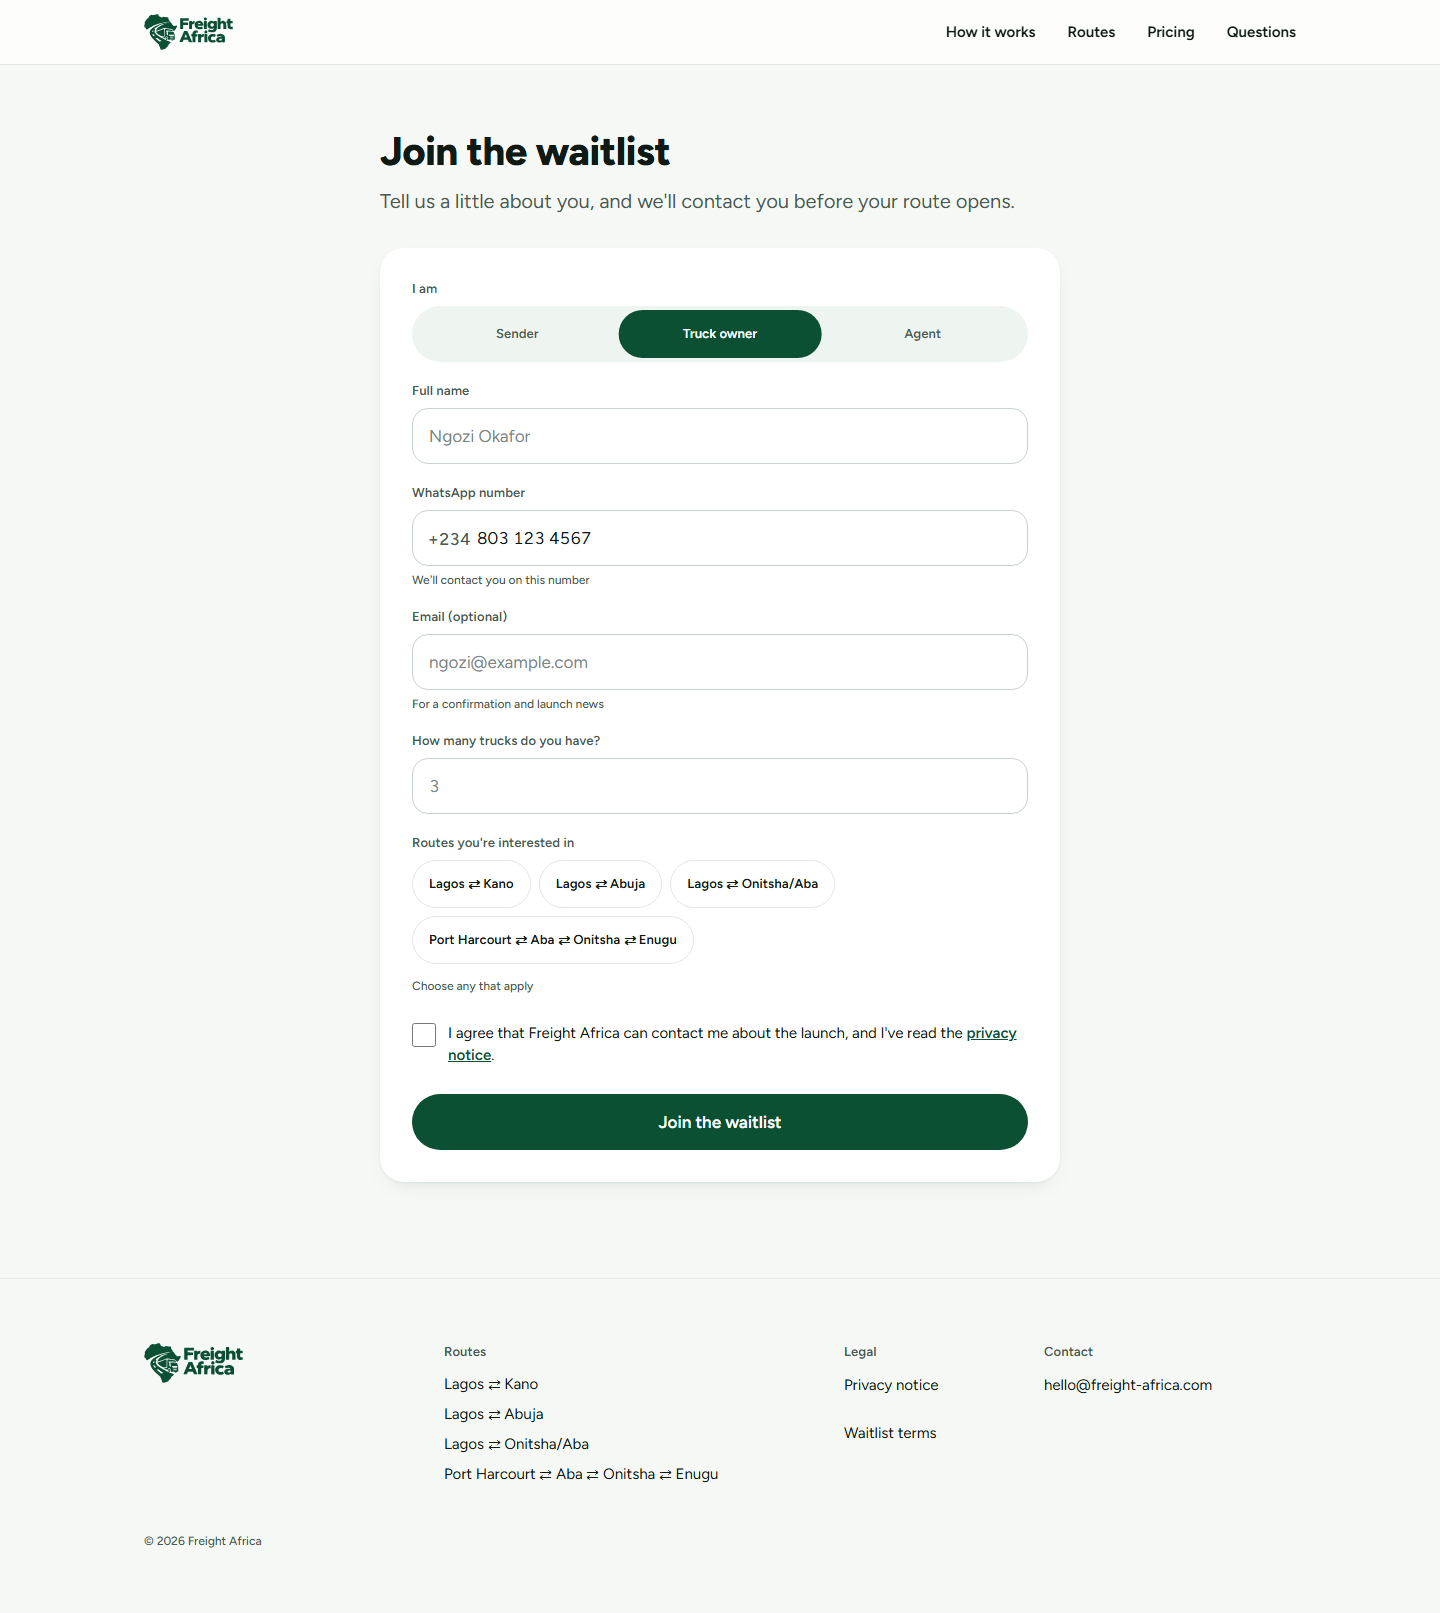 Freight
Africa
How it works
Routes
Pricing
Questions
Join the waitlist
Tell us a little about you, and we'll contact you before your route opens.
I am
Sender
Truck owner
Agent
Full name
Ngozi Okafor
WhatsApp number
+234 803 123 4567
We'll contact you on this number
Email (optional)
ngozi@example.com
For a confirmation and launch news
How many trucks do you have?
3
Routes you're interested in
Lagos ⇄ Kano
Lagos ⇄ Abuja
Lagos ⇄ Onitsha/Aba
Port Harcourt ⇄ Aba ⇄ Onitsha ⇄ Enugu
Choose any that apply
I agree that Freight Africa can contact me about the launch, and I've read the privacy
notice.
Join the waitlist
Freight
Africa
Routes
Lagos ⇄ Kano
Lagos ⇄ Abuja
Lagos ⇄ Onitsha/Aba
Port Harcourt ⇄ Aba ⇄ Onitsha ⇄ Enugu
Legal
Privacy notice
Waitlist terms
Contact
hello@freight-africa.com
© 2026 Freight Africa